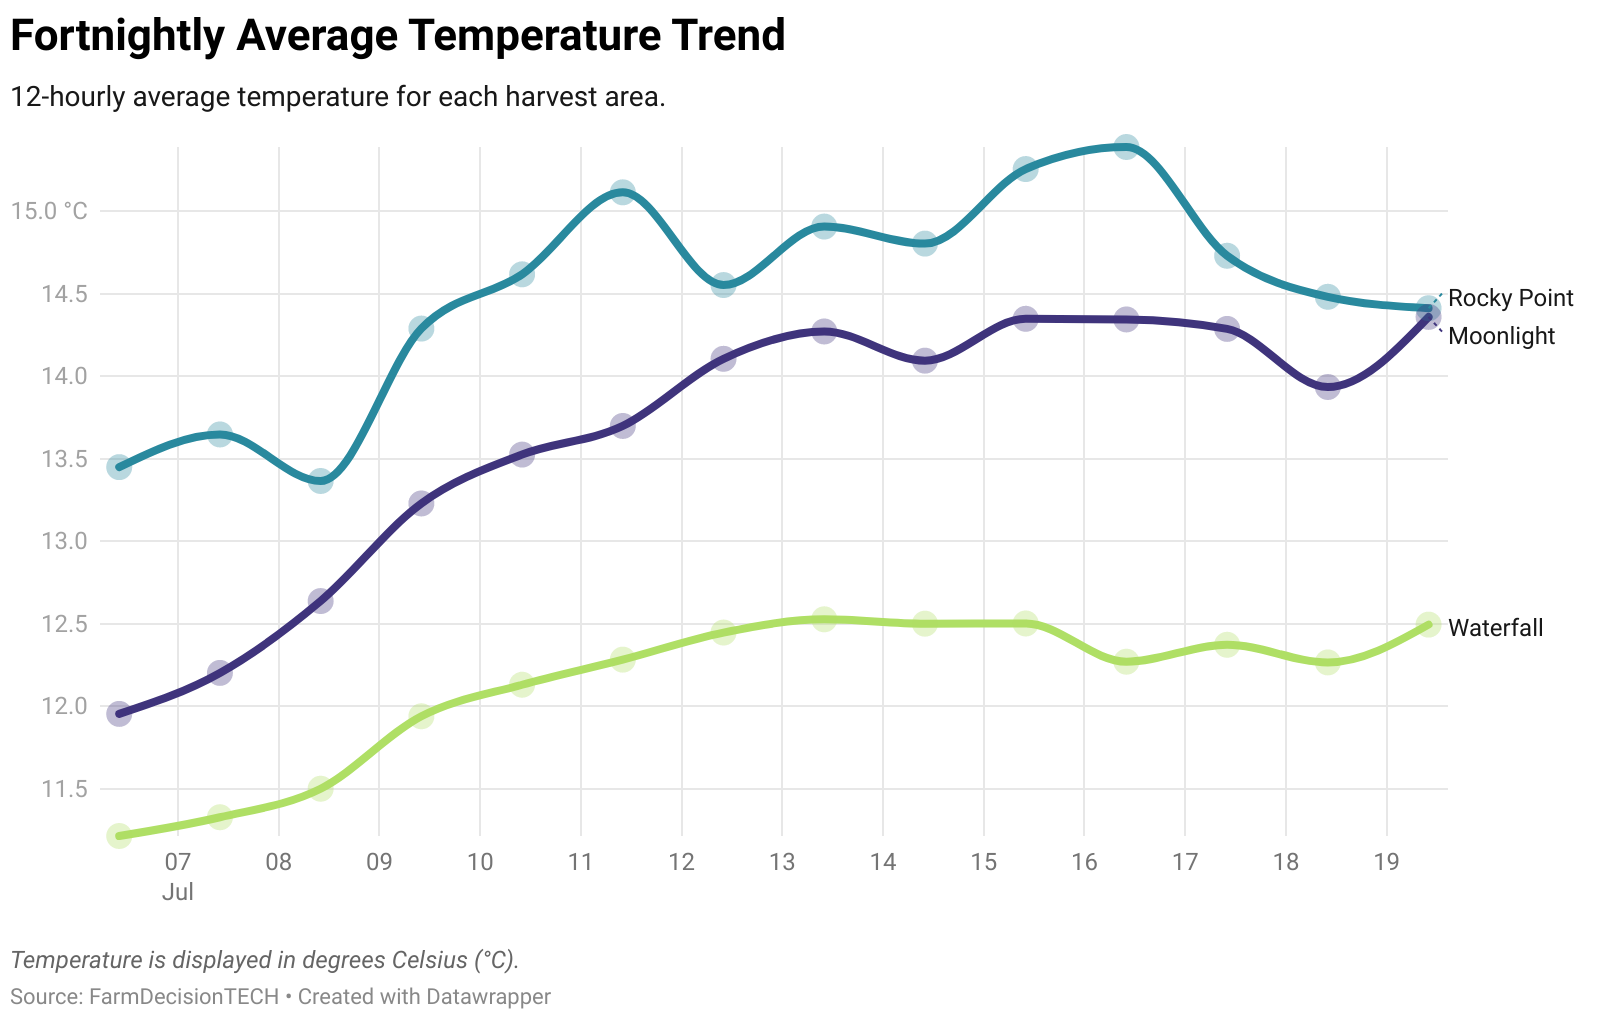 Fortnightly Average Temperature Trend
12-hourly average temperature for each harvest area.
15.0 °C
14.5
14.0
13.5
13.0
12.5
12.0
11.5
Rocky Point
Moonlight
Waterfall
07 08 09 10 11 12 13 14 15 16 17 18 19
Jul
Temperature is displayed in degrees Celsius (°C).
Source: FarmDecisionTECH • Created with Datawrapper